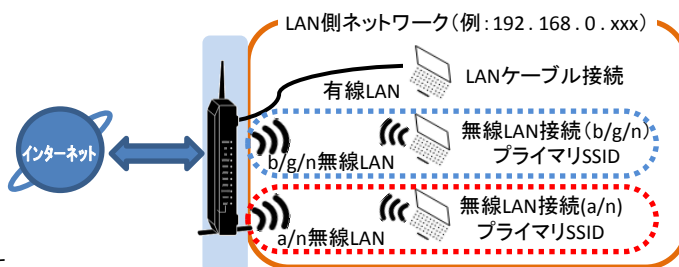 LAN側ネットワーク（例：192．168．0．xxx）
LANケーブル接続
有線LAN
インターネット
無線LAN接続（b/g/n）
プライマリSSID
b/g/n無線LAN
無線LAN接続(a/n)
プライマリSSID
a/n無線LAN